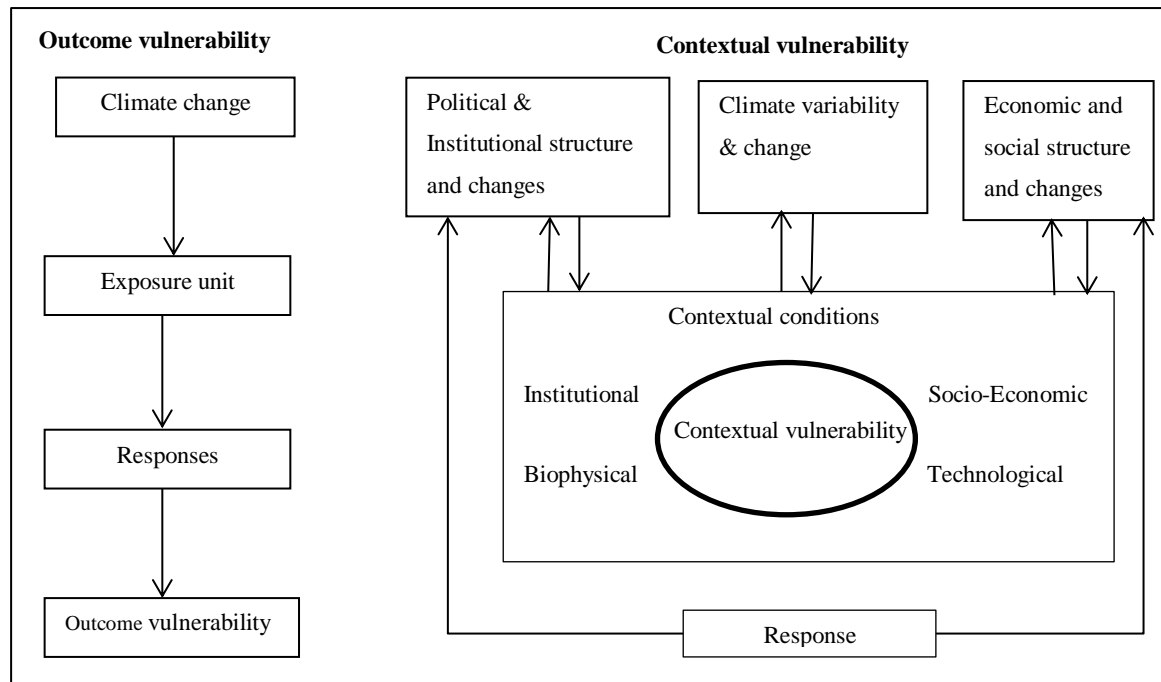 Outcome vulnerability
Climate change
Exposure unit
Responses
Outcome vulnerability
Contextual vulnerability
Political &
Institutional structure
and changes
Climate variability
& change
Economic and
social structure
and changes
Contextual conditions
Institutional
Socio-Economic
Contextual vulnerability
Biophysical
Technological
Response